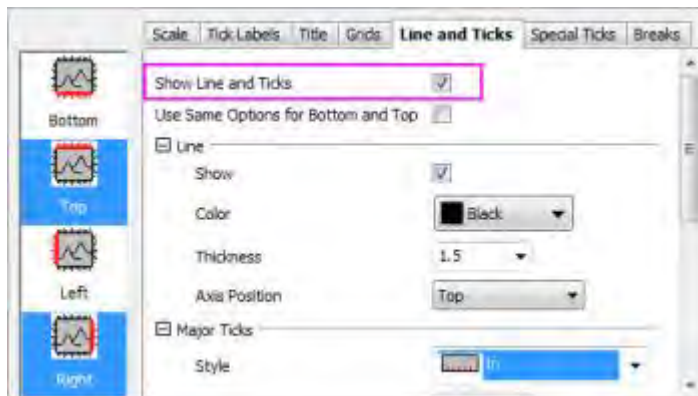 Scale Tick Labels Title Grids Line and Ticks Special Ticks Breaks
Bottom
Top
Left
Right
Show Line and Ticks
Use Same Options for Bottom and Top
Line
Show
Color Black
Thickness 1.5
Axis Position Top
Major Ticks
Style In